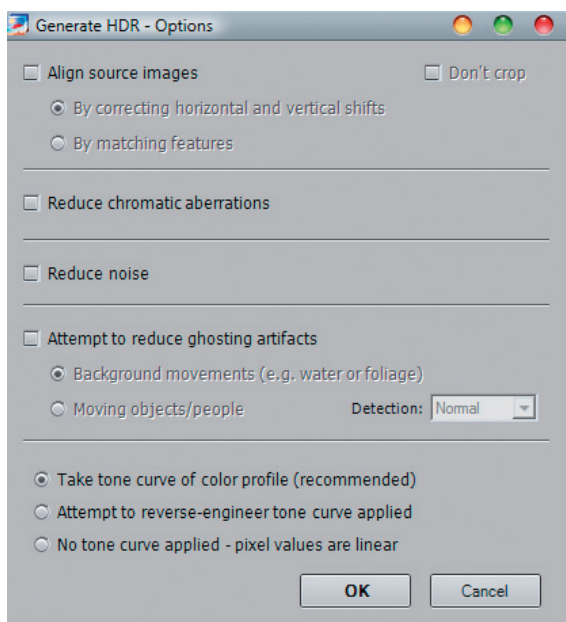 Generate HDR - Options
Align source images Don't crop
By correcting horizontal and vertical shifts
By matching features
Reduce chromatic aberrations
Reduce noise
Attempt to reduce ghosting artifacts
Background movements (e.g. water or foliage)
Moving objects/people Detection: Normal
Take tone curve of color profile (recommended)
Attempt to reverse-engineer tone curve applied
No tone curve applied - pixel values are linear
OK Cancel